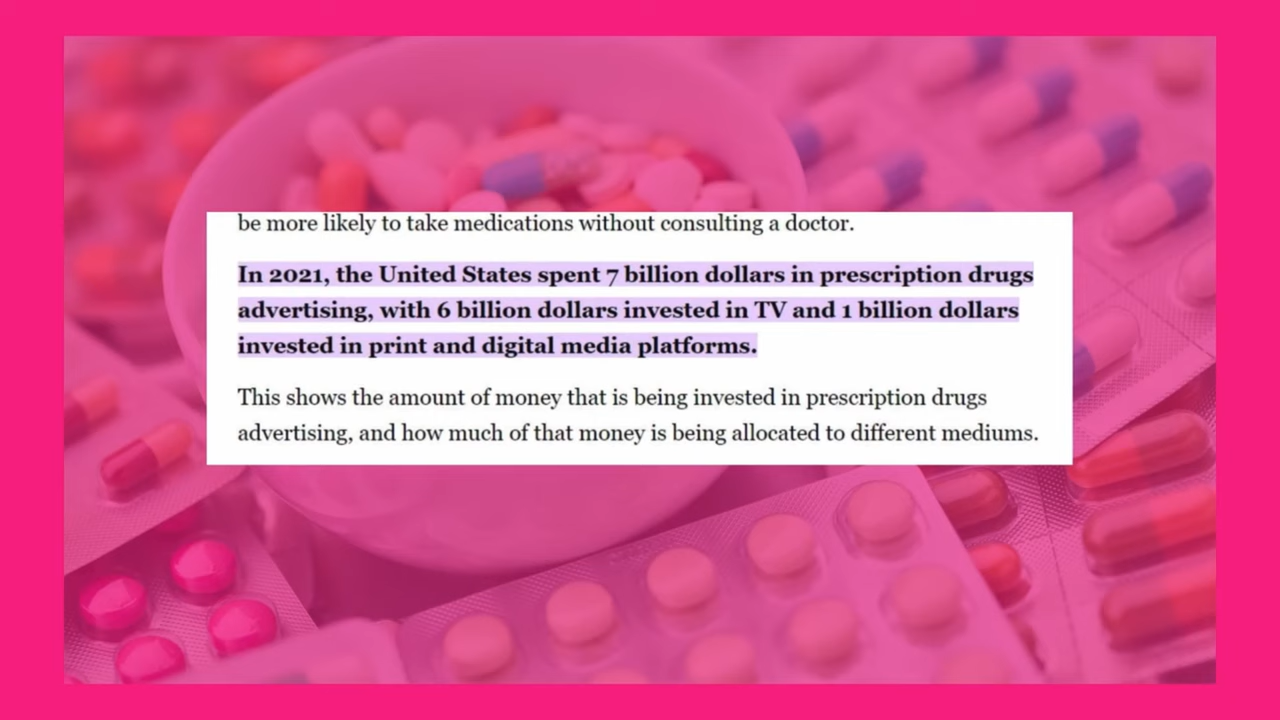 be more likely to take medications without consulting a doctor.
In 2021, the United States spent 7 billion dollars in prescription drugs
advertising, with 6 billion dollars invested in TV and 1 billion dollars
invested in print and digital media platforms.
This shows the amount of money that is being invested in prescription drugs
advertising, and how much of that money is being allocated to different mediums.